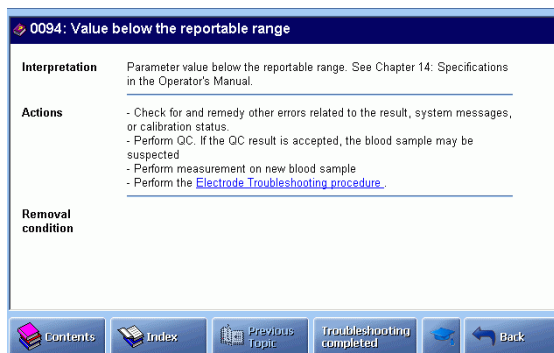 0094: Value below the reportable range
Interpretation
Parameter value below the reportable range. See Chapter 14: Specifications
in the Operator's Manual.
Actions
- Check for and remedy other errors related to the result, system messages,
or calibration status.
- Perform QC. If the QC result is accepted, the blood sample may be
suspected
- Perform measurement on new blood sample
- Perform the Electrode Troubleshooting procedure .
Removal
condition
Contents
Index
Previous
Topic
Troubleshooting
completed
Back